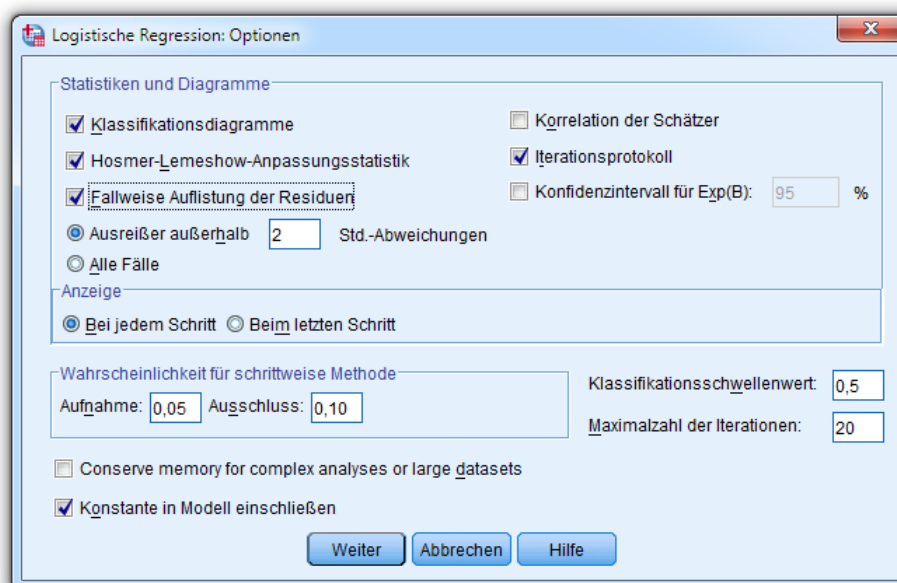 Logistische Regression: Optionen
Statistiken und Diagramme
Klassifikationsdiagramme
Korrelation der Schätzer
Hosmer-Lemeshow-Anpassungsstatistik
Iterationsprotokoll
Fallweise Auflistung der Residuen
Konfidenzintervall für Exp(B): 95 %
Ausreißer außerhalb 2 Std.-Abweichungen
Alle Fälle
Anzeige
Bei jedem Schritt Beim letzten Schritt
Wahrscheinlichkeit für schrittweise Methode
Aufnahme: 0,05 Ausschluss: 0,10
Klassifikationsschwellenwert: 0,5
Maximalzahl der Iterationen: 20
Conserve memory for complex analyses or large datasets
Konstante in Modell einschließen
Weiter Abbrechen Hilfe